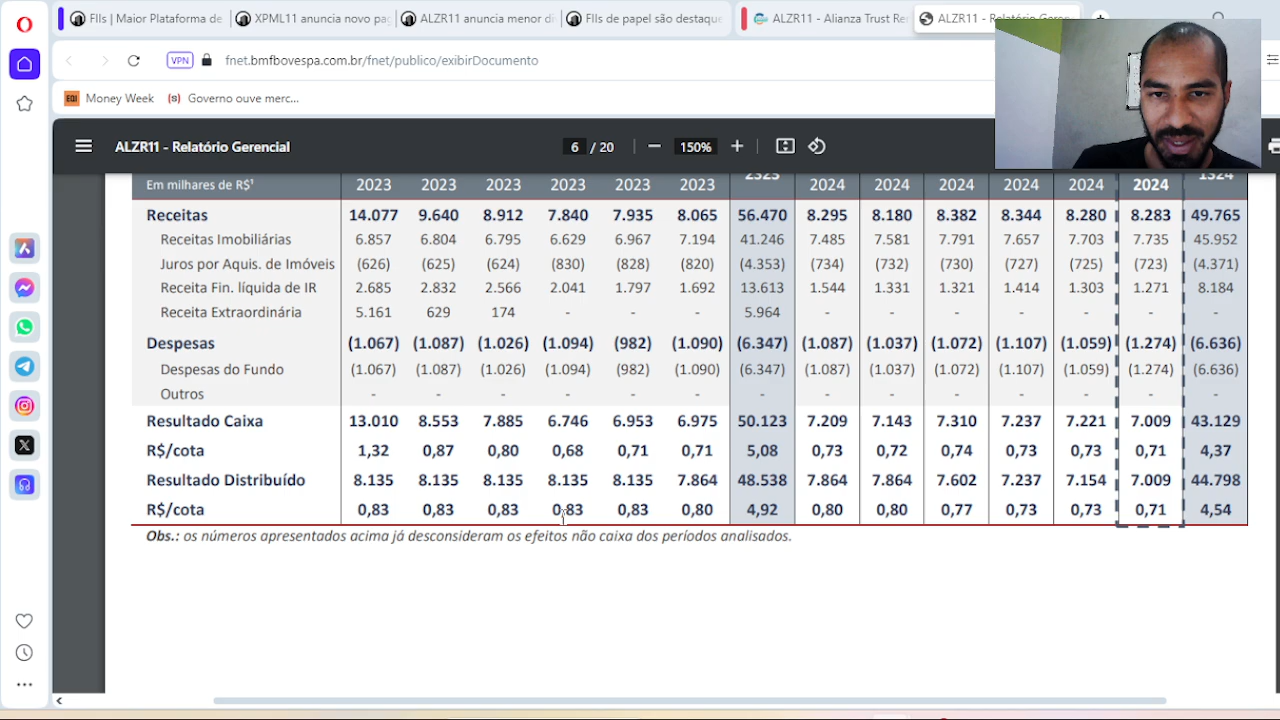 FIIs | Maior Plataforma de
XPML11 anuncia novo pa
ALZR11 anuncia menor di
FIIs de papel são destaqu
ALZR11 - Alianza Trust Re
ALZR11 - Relatório Geren
VPN fnet.bmfbovespa.com.br/fnet/publico/exibirDocumento
EQI Money Week (s) Governo ouve merc...
ALZR11 - Relatório Gerencial 6 / 20 150%
Em milhares de R$¹ 2023 2023 2023 2023 2023 2023 2S23 2024 2024 2024 2024 2024 2024 1S24
Receitas 14.077 9.640 8.912 7.840 7.935 8.065 56.470 8.295 8.180 8.382 8.344 8.280 8.283 49.765
Receitas Imobiliárias 6.857 6.804 6.795 6.629 6.967 7.194 41.246 7.485 7.581 7.791 7.657 7.703 7.735 45.952
Juros por Aquis. de Imóveis (626) (625) (624) (830) (828) (820) (4.353) (734) (732) (730) (727) (725) (723) (4.371)
Receita Fin. líquida de IR 2.685 2.832 2.566 2.041 1.797 1.692 13.613 1.544 1.331 1.321 1.414 1.303 1.271 8.184
Receita Extraordinária 5.161 629 174 - - - 5.964 - - - - - - -
Despesas (1.067) (1.087) (1.026) (1.094) (982) (1.090) (6.347) (1.087) (1.037) (1.072) (1.107) (1.059) (1.274) (6.636)
Despesas do Fundo (1.067) (1.087) (1.026) (1.094) (982) (1.090) (6.347) (1.087) (1.037) (1.072) (1.107) (1.059) (1.274) (6.636)
Outros - - - - - - - - - - - - - -
Resultado Caixa 13.010 8.553 7.885 6.746 6.953 6.975 50.123 7.209 7.143 7.310 7.237 7.221 7.009 43.129
R$/cota 1,32 0,87 0,80 0,68 0,71 0,71 5,08 0,73 0,72 0,74 0,73 0,73 0,71 4,37
Resultado Distribuído 8.135 8.135 8.135 8.135 8.135 7.864 48.538 7.864 7.864 7.602 7.237 7.154 7.009 44.798
R$/cota 0,83 0,83 0,83 0,83 0,83 0,80 4,92 0,80 0,80 0,77 0,73 0,73 0,71 4,54
Obs.: os números apresentados acima já desconsideram os efeitos não caixa dos períodos analisados.